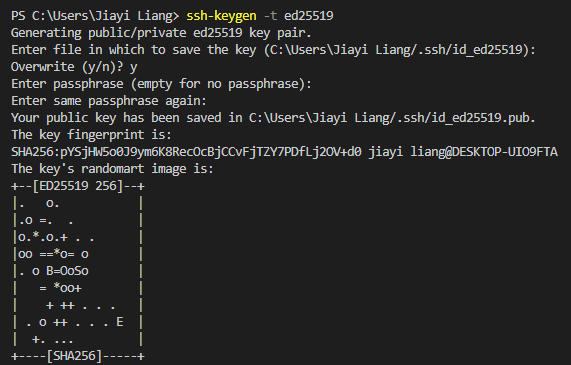 PS C:\Users\Jiayi Liang> ssh-keygen -t ed25519
Generating public/private ed25519 key pair.
Enter file in which to save the key (C:\Users\Jiayi Liang/.ssh/id_ed25519):
Overwrite (y/n)? y
Enter passphrase (empty for no passphrase):
Enter same passphrase again:
Your public key has been saved in C:\Users\Jiayi Liang/.ssh/id_ed25519.pub.
The key fingerprint is:
SHA256:pYSjHW5o0J9ym6K8RecOcBjCCvFjTZY7PDfLj2OV+d0 jiayi liang@DESKTOP-UIO9FTA
The key's randomart image is:
+--[ED25519 256]--+
|.   o.           |
|.o =.  .         |
|o.*.o.+ . .      |
|oo ==*o= o       |
|. o B=OoSo       |
|   = *oo+        |
|    + ++ . . .   |
| . o ++ . . . E  |
|  +. ...         |
+----[SHA256]-----+